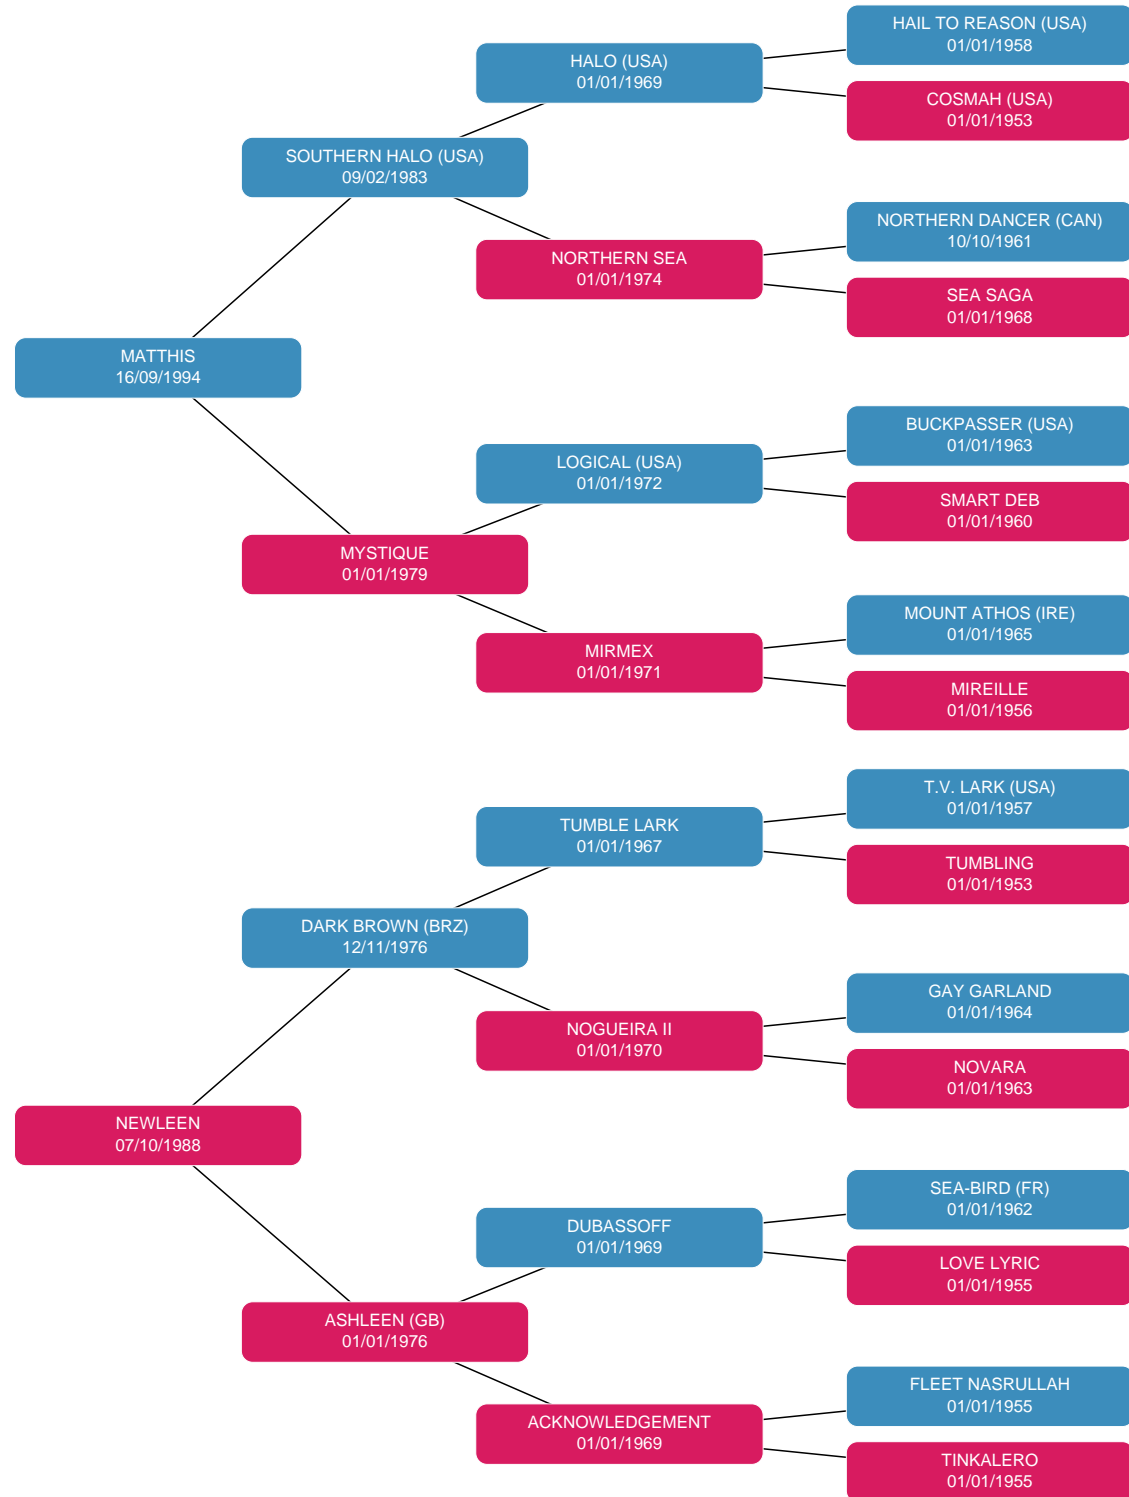 HAIL TO REASON (USA)
01/01/1958
HALO (USA)
01/01/1969
COSMAH (USA)
01/01/1953
SOUTHERN HALO (USA)
09/02/1983
NORTHERN DANCER (CAN)
10/10/1961
NORTHERN SEA
01/01/1974
SEA SAGA
01/01/1968
MATTHIS
16/09/1994
BUCKPASSER (USA)
01/01/1963
LOGICAL (USA)
01/01/1972
SMART DEB
01/01/1960
MYSTIQUE
01/01/1979
MOUNT ATHOS (IRE)
01/01/1965
MIRMEX
01/01/1971
MIREILLE
01/01/1956
T.V. LARK (USA)
01/01/1957
TUMBLE LARK
01/01/1967
TUMBLING
01/01/1953
DARK BROWN (BRZ)
12/11/1976
GAY GARLAND
01/01/1964
NOGUEIRA II
01/01/1970
NOVARA
01/01/1963
NEWLEEN
07/10/1988
SEA-BIRD (FR)
01/01/1962
DUBASSOFF
01/01/1969
LOVE LYRIC
01/01/1955
ASHLEEN (GB)
01/01/1976
FLEET NASRULLAH
01/01/1955
ACKNOWLEDGEMENT
01/01/1969
TINKALERO
01/01/1955